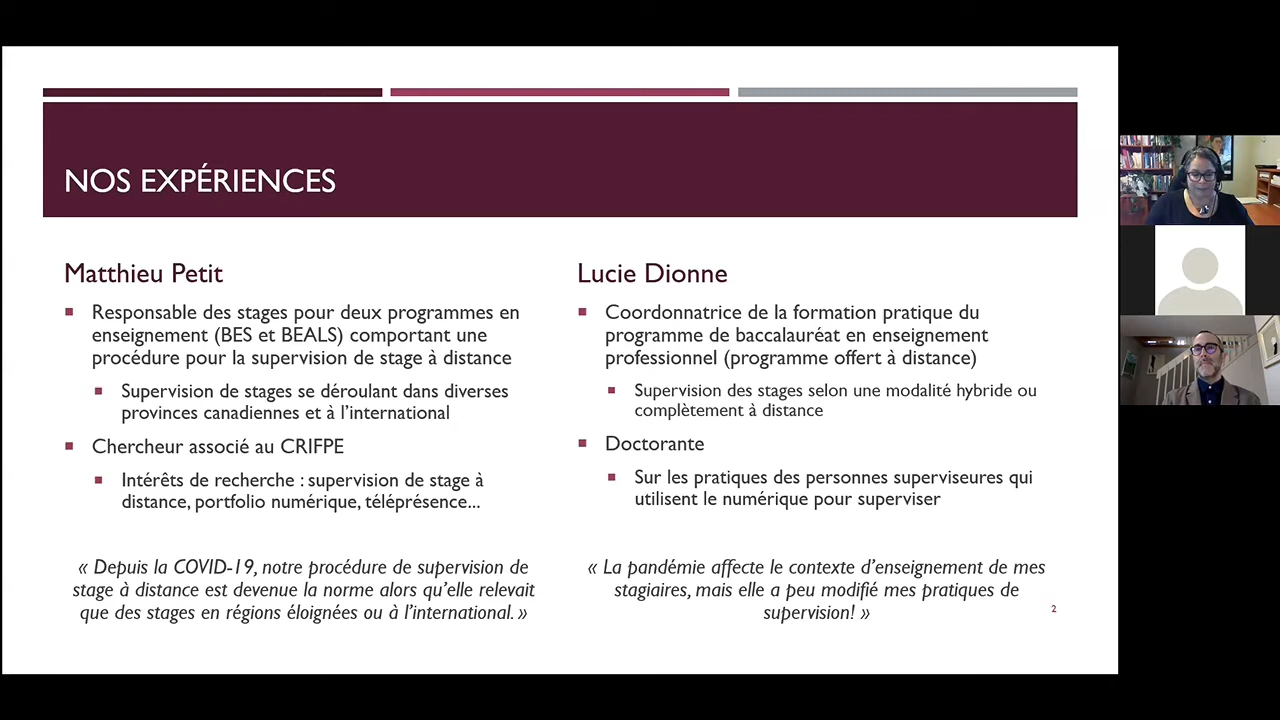 NOS EXPÉRIENCES
Matthieu Petit
Responsable des stages pour deux programmes en
enseignement (BES et BEALS) comportant une
procédure pour la supervision de stage à distance
Supervision de stages se déroulant dans diverses
provinces canadiennes et à l'international
Chercheur associé au CRIFPE
Intérêts de recherche : supervision de stage à
distance, portfolio numérique, téléprésence...
« Depuis la COVID-19, notre procédure de supervision de
stage à distance est devenue la norme alors qu'elle relevait
que des stages en régions éloignées ou à l'international. »
Lucie Dionne
Coordonnatrice de la formation pratique du
programme de baccalauréat en enseignement
professionnel (programme offert à distance)
Supervision des stages selon une modalité hybride ou
complètement à distance
Doctorante
Sur les pratiques des personnes superviseures qui
utilisent le numérique pour superviser
« La pandémie affecte le contexte d'enseignement de mes
stagiaires, mais elle a peu modifié mes pratiques de
supervision! »
2